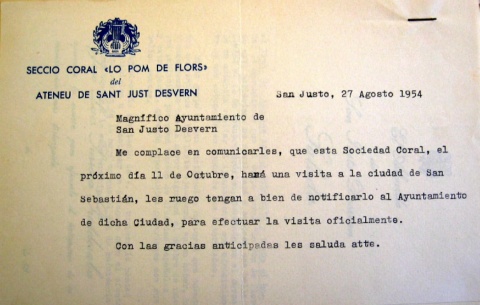 SECCIO CORAL «LO POM DE FLORS»
del
ATENEU DE SANT JUST DESVERN
San Justo, 27 Agosto 1954
Magnífico Ayuntamiento de
San Justo Desvern
Me complace en comunicarles, que esta Sociedad Coral, el
próximo día 11 de Octubre, hará una visita a la ciudad de San
Sebastián, les ruego tengan a bien de notificarlo al Ayuntamiento
de dicha Ciudad, para efectuar la visita oficialmente.
Con las gracias anticipadas les saluda atte.